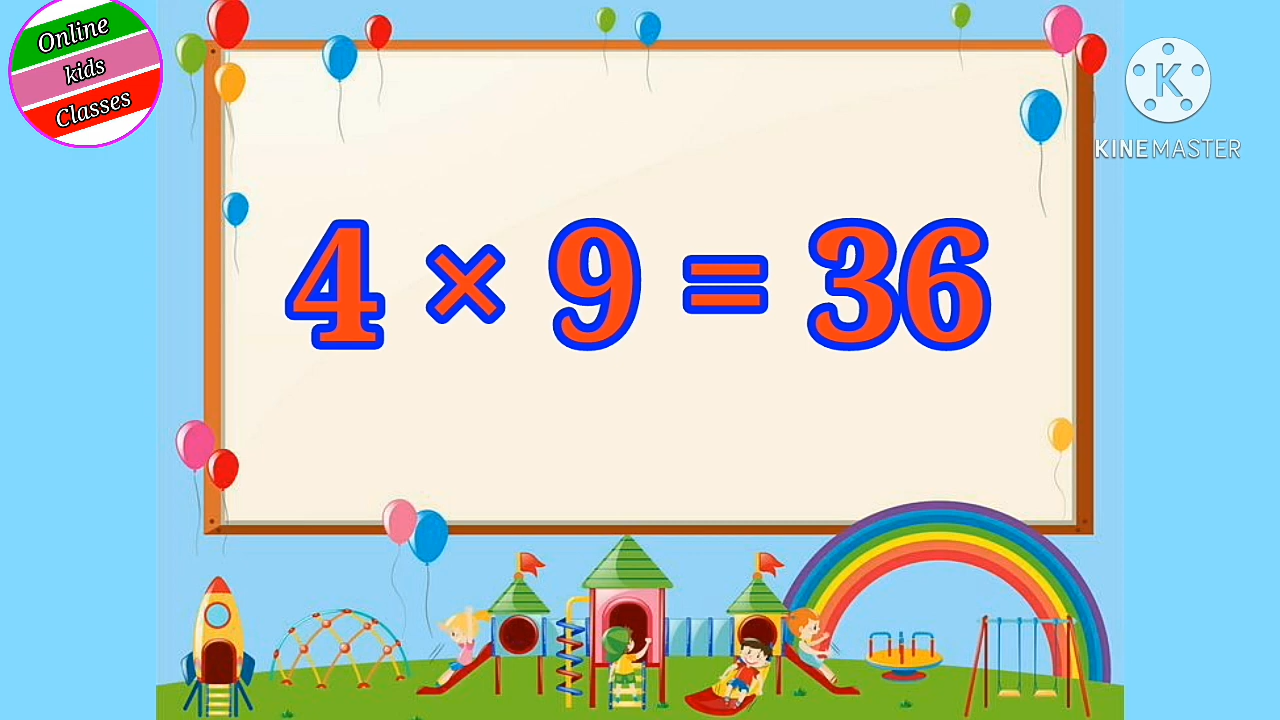 Online
kids
Classes
K
KINEMASTER
4 × 9 = 36